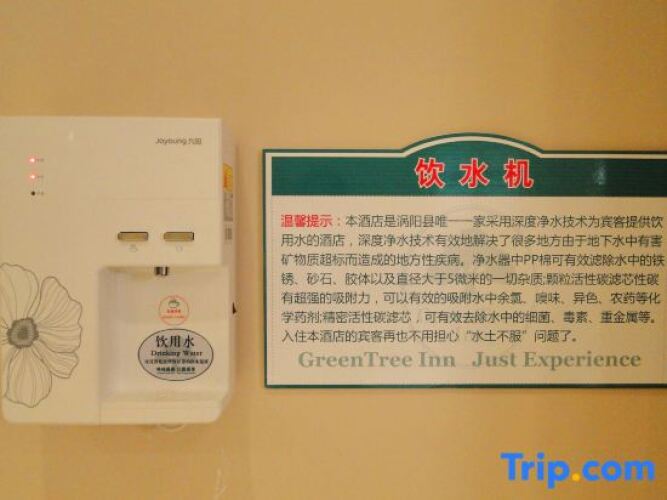 Joyoung九阳
饮用水
Drinking Water
饮水机
温馨提示：本酒店是涡阳县唯一一家采用深度净水技术为宾客提供饮
用水的酒店，深度净水技术有效地解决了很多地方由于地下水中有害
矿物质超标而造成的地方性疾病。净水器中PP棉可有效滤除水中的铁
锈、砂石、胶体以及直径大于5微米的一切杂质;颗粒活性碳滤芯性碳
有超强的吸附力，可以有效的吸附水中余氯、嗅味、异色、农药等化
学药剂;精密活性碳滤芯，可有效去除水中的细菌、毒素、重金属等。
入住本酒店的宾客再也不用担心“水土不服”问题了。
GreenTree Inn Just Experience
Trip.com